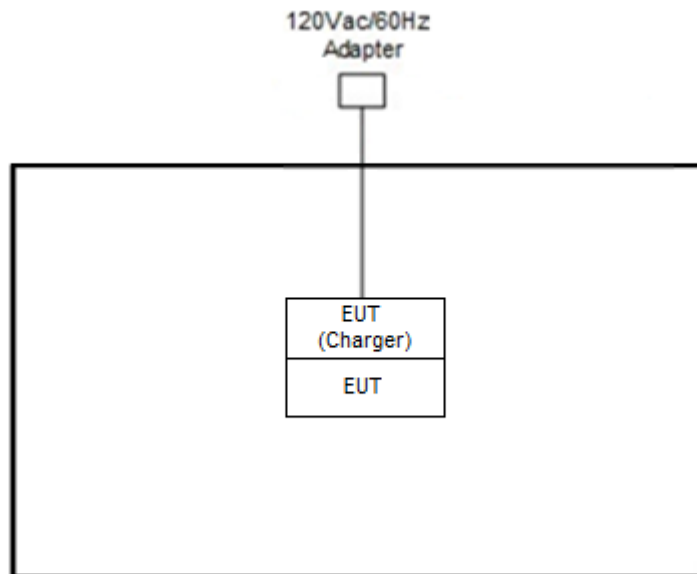 120Vac/60Hz
Adapter
EUT
(Charger)
EUT